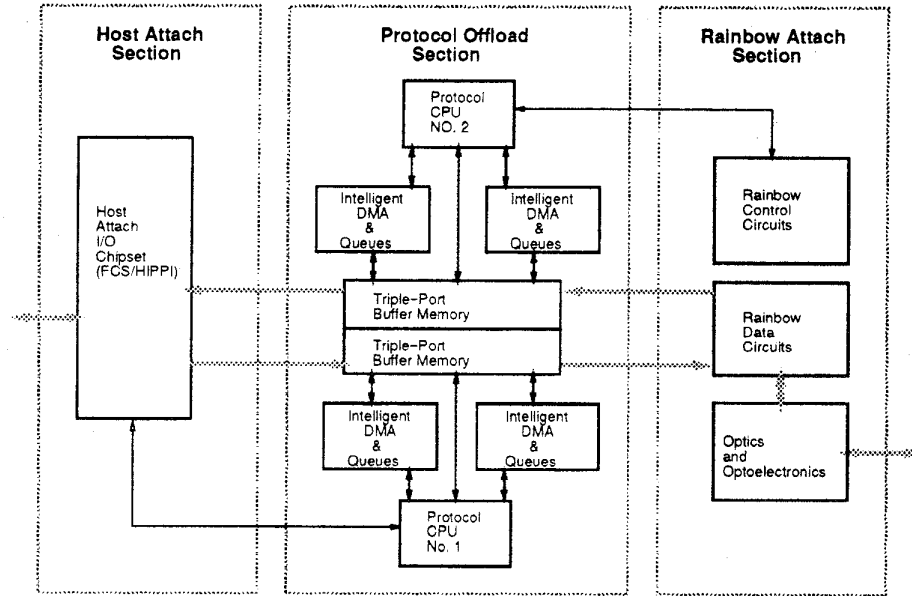 Host Attach
Section
Protocol Offload
Section
Rainbow Attach
Section
Protocol
CPU
NO. 2
Intelligent
DMA
&
Queues
Intelligent
DMA
&
Queues
Host
Attach
I/O
Chipset
(FCS/HIPPI)
Rainbow
Control
Circuits
Triple-Port
Buffer Memory
Triple-Port
Buffer Memory
Rainbow
Data
Circuits
Intelligent
DMA
&
Queues
Intelligent
DMA
&
Queues
Optics
and
Optoelectronics
Protocol
CPU
No. 1